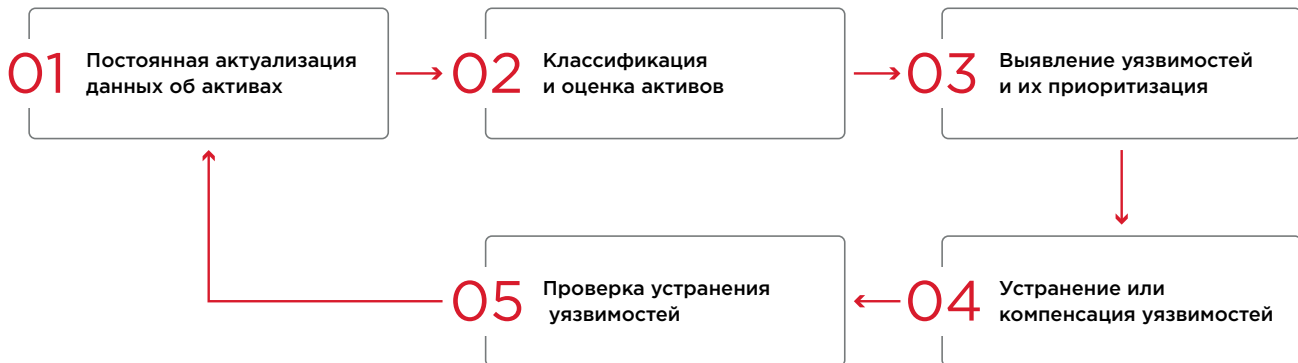 01
Постоянная актуализация
данных об активах
02
Классификация
и оценка активов
03
Выявление уязвимостей
и их приоритизация
04
Устранение или
компенсация уязвимостей
05
Проверка устранения
уязвимостей